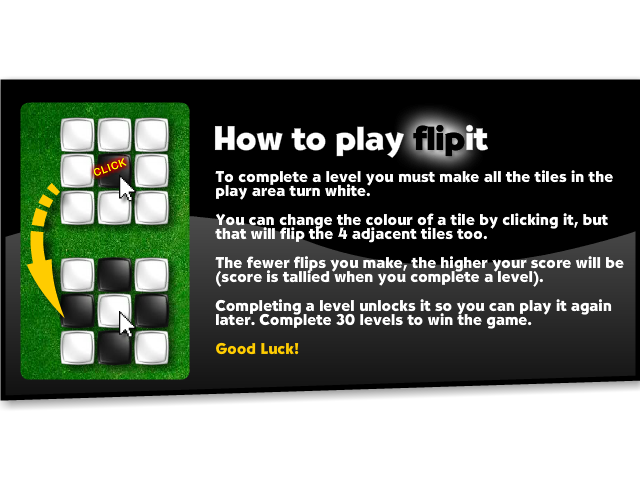 How to play flipit
CLICK
To complete a level you must make all the tiles in the
play area turn white.
You can change the colour of a tile by clicking it, but
that will flip the 4 adjacent tiles too.
The fewer flips you make, the higher your score will be
(score is tallied when you complete a level).
Completing a level unlocks it so you can play it again
later. Complete 30 levels to win the game.
Good Luck!